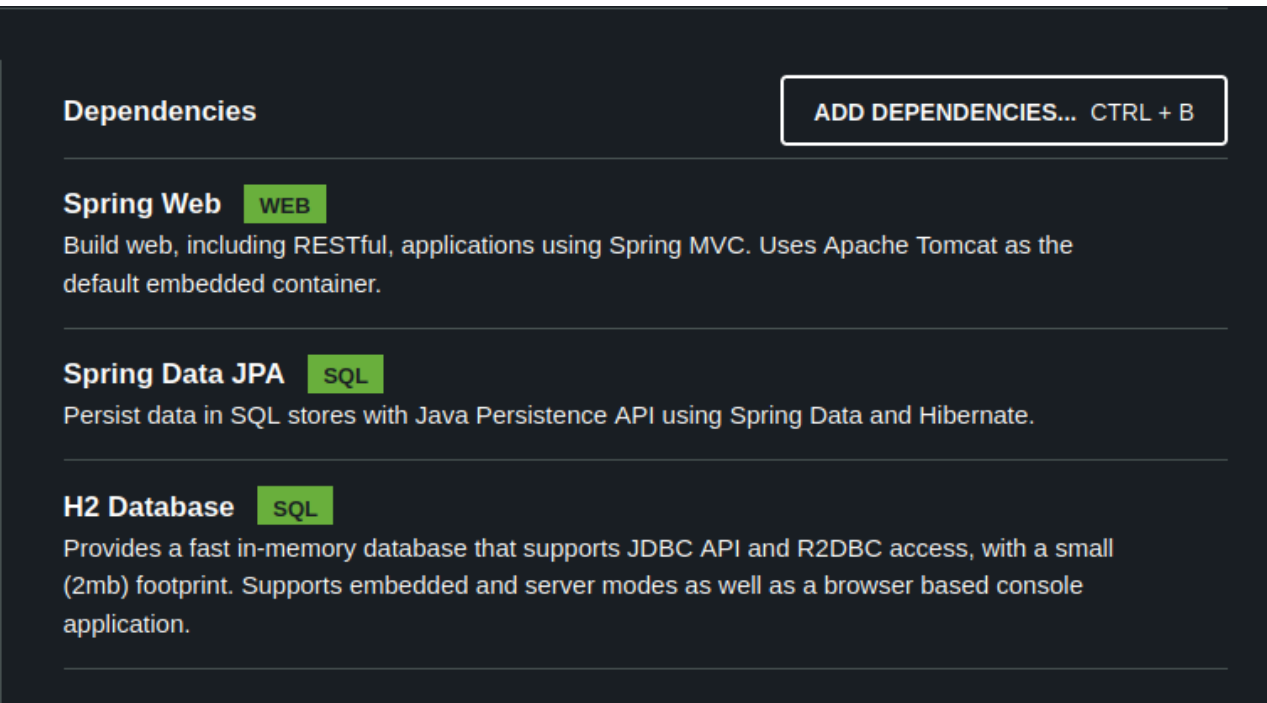 Dependencies
ADD DEPENDENCIES... CTRL + B
Spring Web WEB
Build web, including RESTful, applications using Spring MVC. Uses Apache Tomcat as the
default embedded container.
Spring Data JPA SQL
Persist data in SQL stores with Java Persistence API using Spring Data and Hibernate.
H2 Database SQL
Provides a fast in-memory database that supports JDBC API and R2DBC access, with a small
(2mb) footprint. Supports embedded and server modes as well as a browser based console
application.